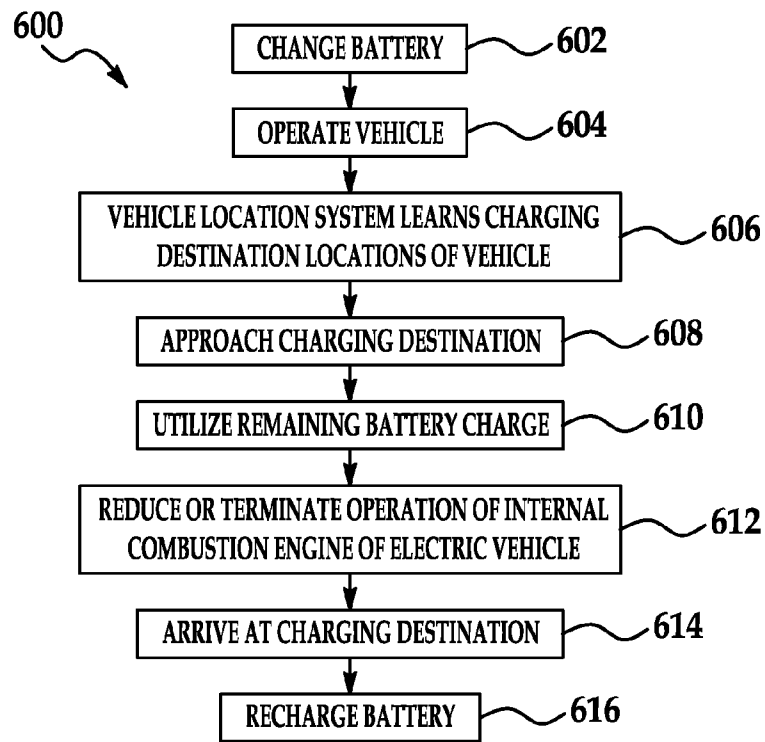 600
CHANGE BATTERY
602
OPERATE VEHICLE
604
VEHICLE LOCATION SYSTEM LEARNS CHARGING
DESTINATION LOCATIONS OF VEHICLE
606
APPROACH CHARGING DESTINATION
608
UTILIZE REMAINING BATTERY CHARGE
610
REDUCE OR TERMINATE OPERATION OF INTERNAL
COMBUSTION ENGINE OF ELECTRIC VEHICLE
612
ARRIVE AT CHARGING DESTINATION
614
RECHARGE BATTERY
616